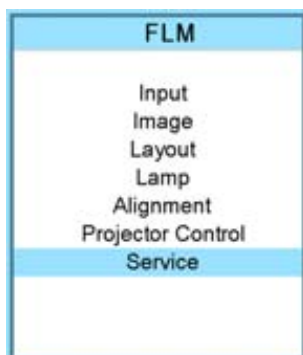 FLM
Input
Image
Layout
Lamp
Alignment
Projector Control
Service